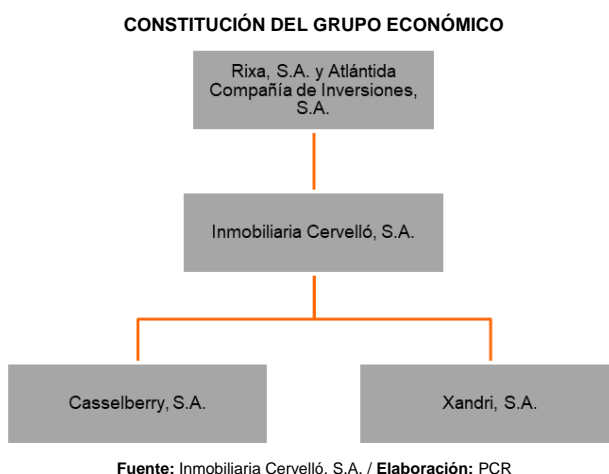 CONSTITUCIÓN DEL GRUPO ECONÓMICO
Rixa, S.A. y Atlántida
Compañía de Inversiones,
S.A.
Inmobiliaria Cervelló, S.A.
Casselberry, S.A.
Xandri, S.A.
Fuente: Inmobiliaria Cervelló, S.A. / Elaboración: PCR